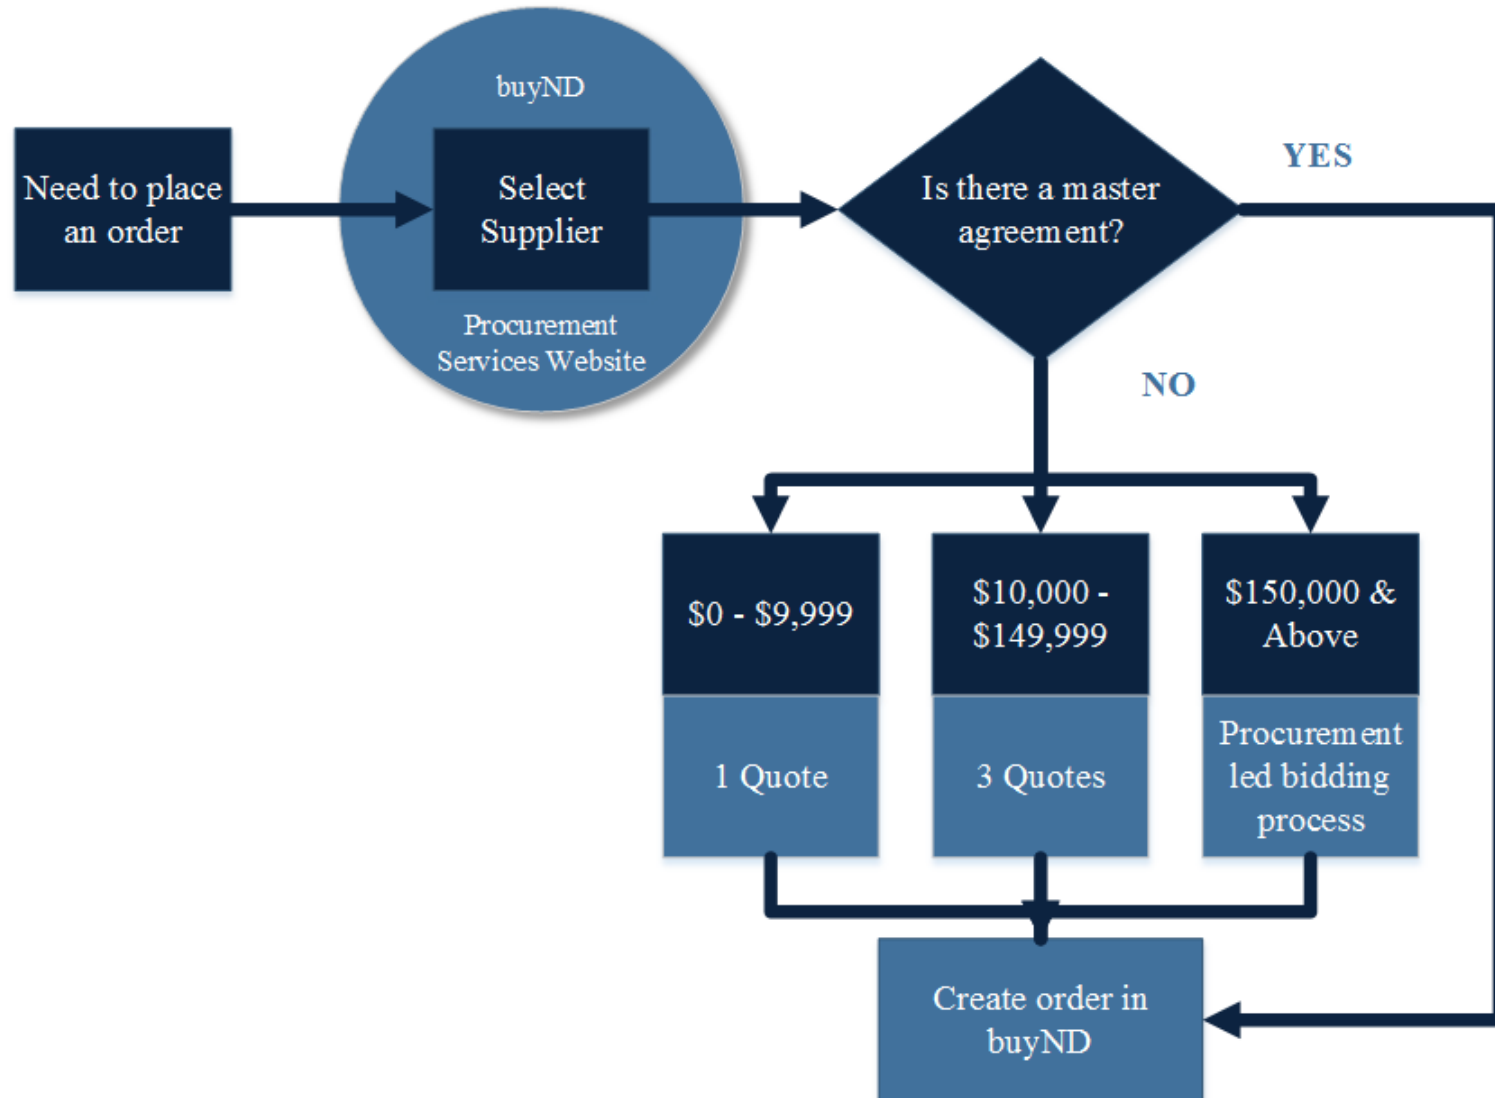 Need to place
an order
buyND
Select
Supplier
Procurement
Services Website
Is there a master
agreement?
YES
NO
$0 - $9,999
1 Quote
$10,000 -
$149,999
3 Quotes
$150,000 &
Above
Procurement
led bidding
process
Create order in
buyND